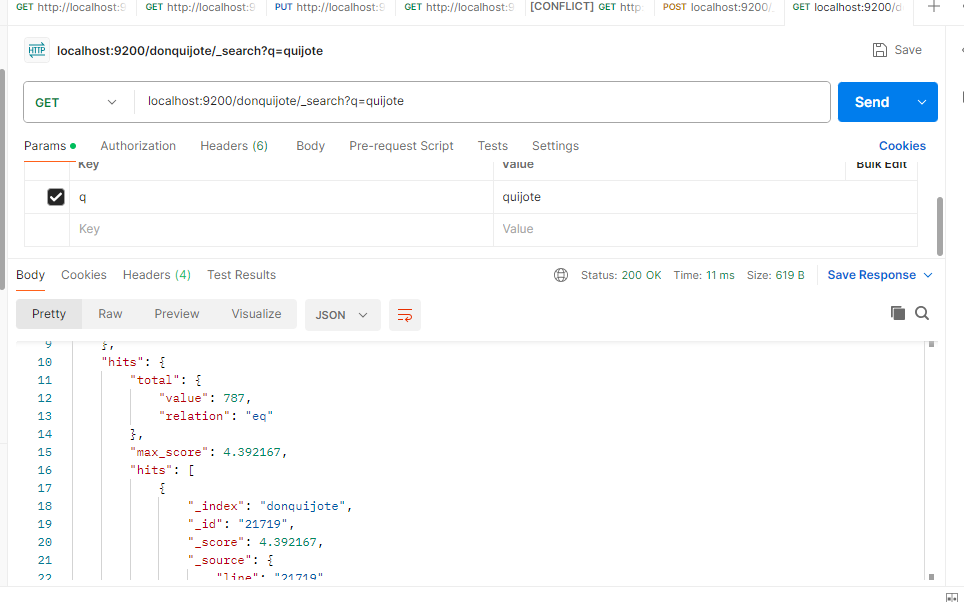 GET http://localhost:9 GET http://localhost:9 PUT http://localhost:9 GET http://localhost:9 [CONFLICT] GET http POST localhost:9200/ GET localhost:9200/d
HTTP localhost:9200/donquijote/_search?q=quijote Save
GET localhost:9200/donquijote/_search?q=quijote Send
Params Authorization Headers (6) Body Pre-request Script Tests Settings Cookies
Key Value Bulk Edit
q quijote
Key Value
Body Cookies Headers (4) Test Results Status: 200 OK Time: 11 ms Size: 619 B Save Response
Pretty Raw Preview Visualize JSON
9 },
10 "hits": {
11 "total": {
12 "value": 787,
13 "relation": "eq"
14 },
15 "max_score": 4.392167,
16 "hits": [
17 {
18 "_index": "donquijote",
19 "_id": "21719",
20 "_score": 4.392167,
21 "_source": {
22 "line": "21719"